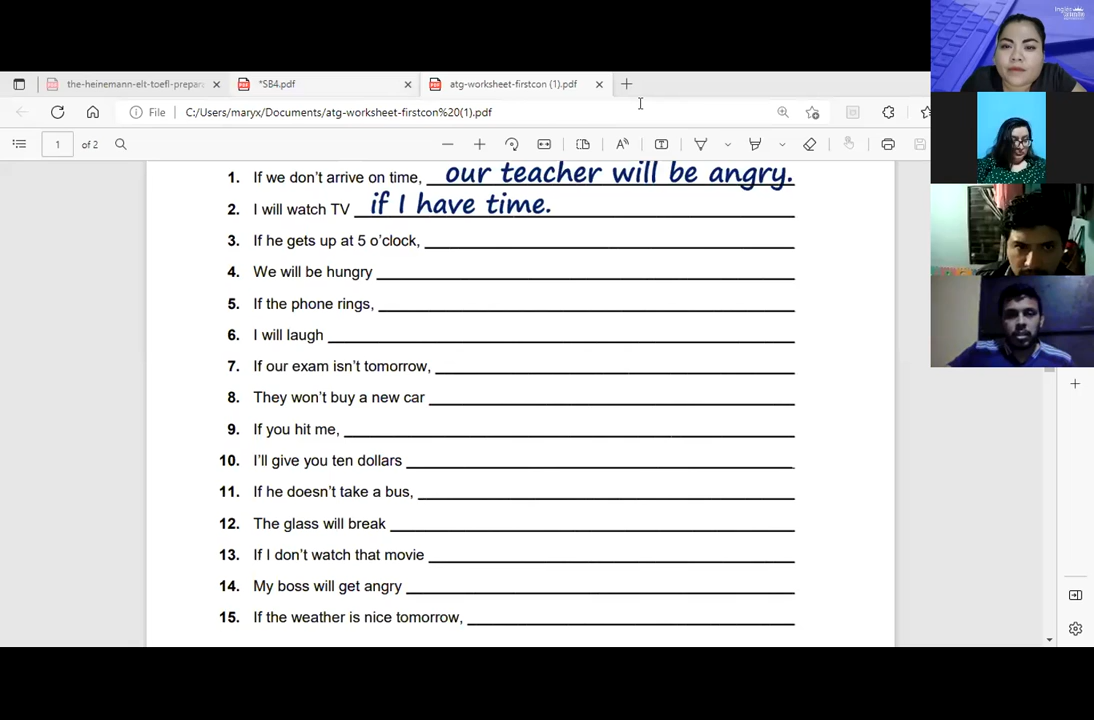 the-heinemann-elt-toefl-prepara
*SB4.pdf
atg-worksheet-firstcon (1).pdf
File C:/Users/maryx/Documents/atg-worksheet-firstcon%20(1).pdf
1 of 2
1. If we don't arrive on time, our teacher will be angry.
2. I will watch TV if I have time.
3. If he gets up at 5 o'clock,
4. We will be hungry
5. If the phone rings,
6. I will laugh
7. If our exam isn't tomorrow,
8. They won't buy a new car
9. If you hit me,
10. I'll give you ten dollars
11. If he doesn't take a bus,
12. The glass will break
13. If I don't watch that movie
14. My boss will get angry
15. If the weather is nice tomorrow,